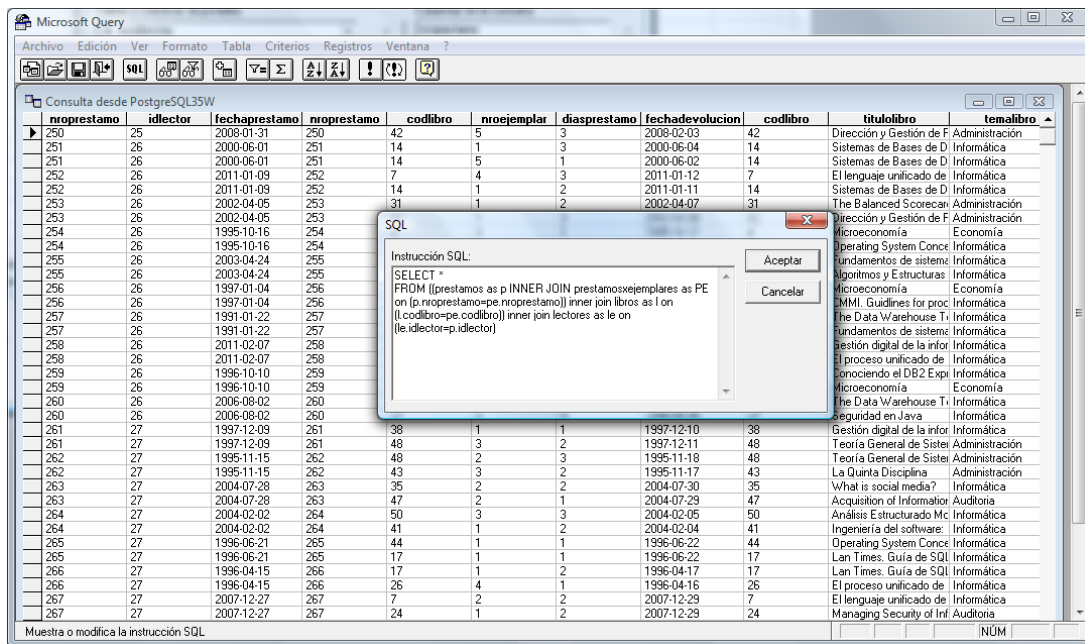 Microsoft Query
Archivo Edición Ver Formato Tabla Criterios Registros Ventana ?
SQL
Consulta desde PostgreSQL35W
nroprestamo idlector fechaprestamo nroprestamo codlibro nroejemplar diasprestamo fechadevolucion codlibro titulolibro temalibro
250 25 2008-01-31 250 42 5 3 2008-02-03 42 Dirección y Gestión de F Administración
251 26 2000-06-01 251 14 1 3 2000-06-04 14 Sistemas de Bases de D Informática
251 26 2000-06-01 251 14 5 1 2000-06-02 14 Sistemas de Bases de D Informática
252 26 2011-01-09 252 7 4 3 2011-01-12 7 El lenguaje unificado de Informática
252 26 2011-01-09 252 14 1 2 2011-01-11 14 Sistemas de Bases de D Informática
253 26 2002-04-05 253 31 1 2 2002-04-07 31 The Balanced Scorecar Administración
253 26 2002-04-05 253 Dirección y Gestión de F Administración
254 26 1995-10-16 254 Microeconomía Economía
254 26 1995-10-16 254 Operating System Conce Informática
255 26 2003-04-24 255 Fundamentos de sistema Informática
255 26 2003-04-24 255 Algoritmos y Estructuras Informática
256 26 1997-01-04 256 Microeconomía Economía
256 26 1997-01-04 256 CMMI. Guidlines for proc Informática
257 26 1991-01-22 257 The Data Warehouse T Informática
257 26 1991-01-22 257 Fundamentos de sistema Informática
258 26 2011-02-07 258 Gestión digital de la infor Informática
258 26 2011-02-07 258 El proceso unificado de Informática
259 26 1996-10-10 259 Conociendo el DB2 Expr Informática
259 26 1996-10-10 259 Microeconomía Economía
260 26 2006-08-02 260 The Data Warehouse T Informática
260 26 2006-08-02 260 Seguridad en Java Informática
261 27 1997-12-09 261 38 1 1 1997-12-10 38 Gestión digital de la infor Informática
261 27 1997-12-09 261 48 3 2 1997-12-11 48 Teoría General de Sister Administración
262 27 1995-11-15 262 48 2 3 1995-11-18 48 Teoría General de Sister Administración
262 27 1995-11-15 262 43 3 2 1995-11-17 43 La Quinta Disciplina Administración
263 27 2004-07-28 263 35 2 2 2004-07-30 35 What is social media? Informática
263 27 2004-07-28 263 47 2 1 2004-07-29 47 Acquisition of Information Auditoria
264 27 2004-02-02 264 50 3 3 2004-02-05 50 Análisis Estructurado Mc Informática
264 27 2004-02-02 264 41 1 2 2004-02-04 41 Ingeniería del software: Informática
265 27 1996-06-21 265 44 1 1 1996-06-22 44 Operating System Conce Informática
265 27 1996-06-21 265 17 1 1 1996-06-22 17 Lan Times. Guía de SQL Informática
266 27 1996-04-15 266 17 1 2 1996-04-17 17 Lan Times. Guía de SQL Informática
266 27 1996-04-15 266 26 4 1 1996-04-16 26 El proceso unificado de Informática
267 27 2007-12-27 267 7 2 2 2007-12-29 7 El lenguaje unificado de Informática
267 27 2007-12-27 267 24 1 2 2007-12-29 24 Managing Security of Inf Auditoria
SQL
Instrucción SQL:
SELECT *
FROM ((prestamos as p INNER JOIN prestamosxejemplares as PE
on (p.nroprestamo=pe.nroprestamo)) inner join libros as l on
(l.codlibro=pe.codlibro)) inner join lectores as le on
(le.idlector=p.idlector)
Aceptar
Cancelar
Muestra o modifica la instrucción SQL
NÚM